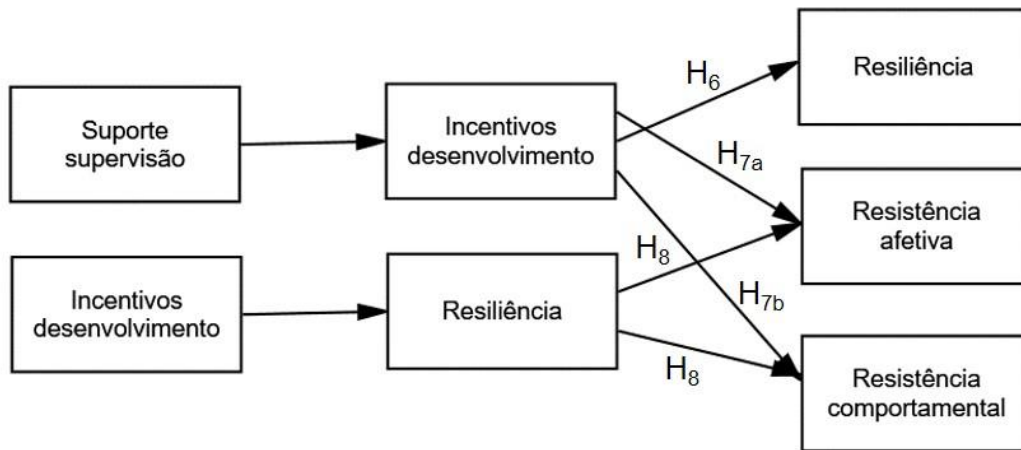 Suporte
supervisão
Incentivos
desenvolvimento
H6
Resiliência
H7a
Resistência
afetiva
Incentivos
desenvolvimento
Resiliência
H8
H7b
H8
Resistência
comportamental